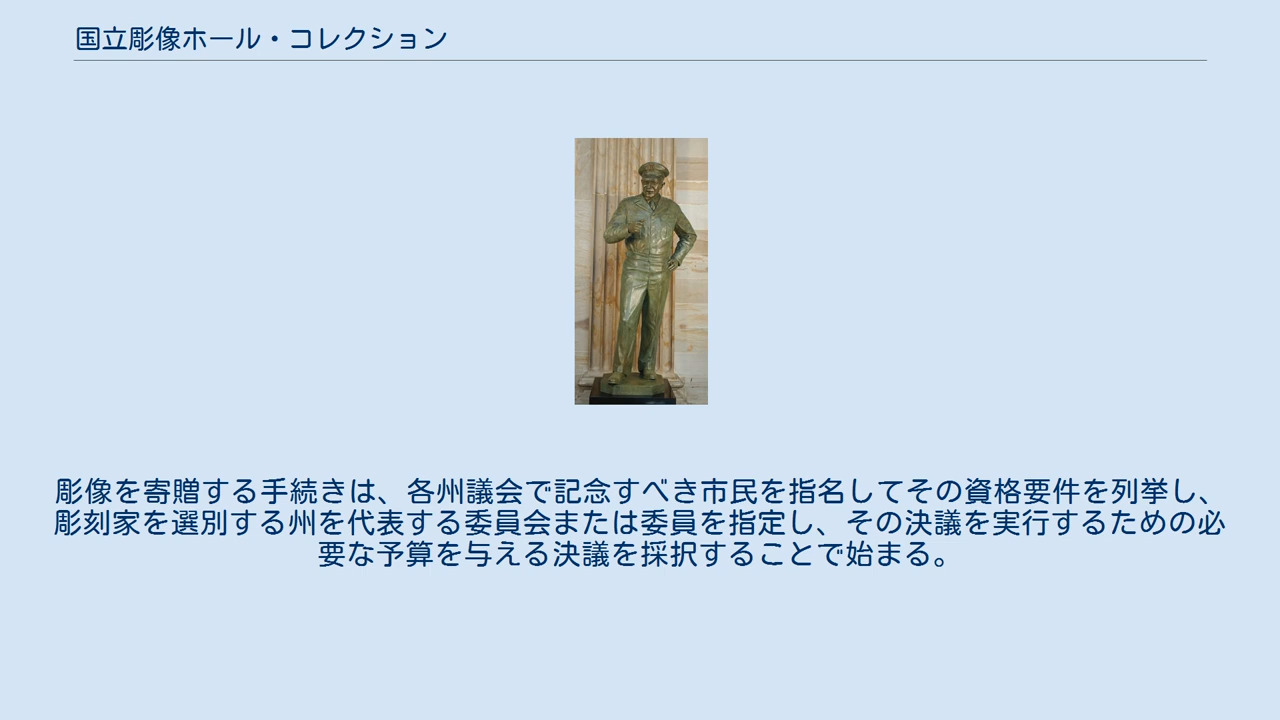 国立彫像ホール・コレクション
彫像を寄贈する手続きは、各州議会で記念すべき市民を指名してその資格要件を列挙し、
彫刻家を選別する州を代表する委員会または委員を指定し、その決議を実行するための必
要な予算を与える決議を採択することで始まる。